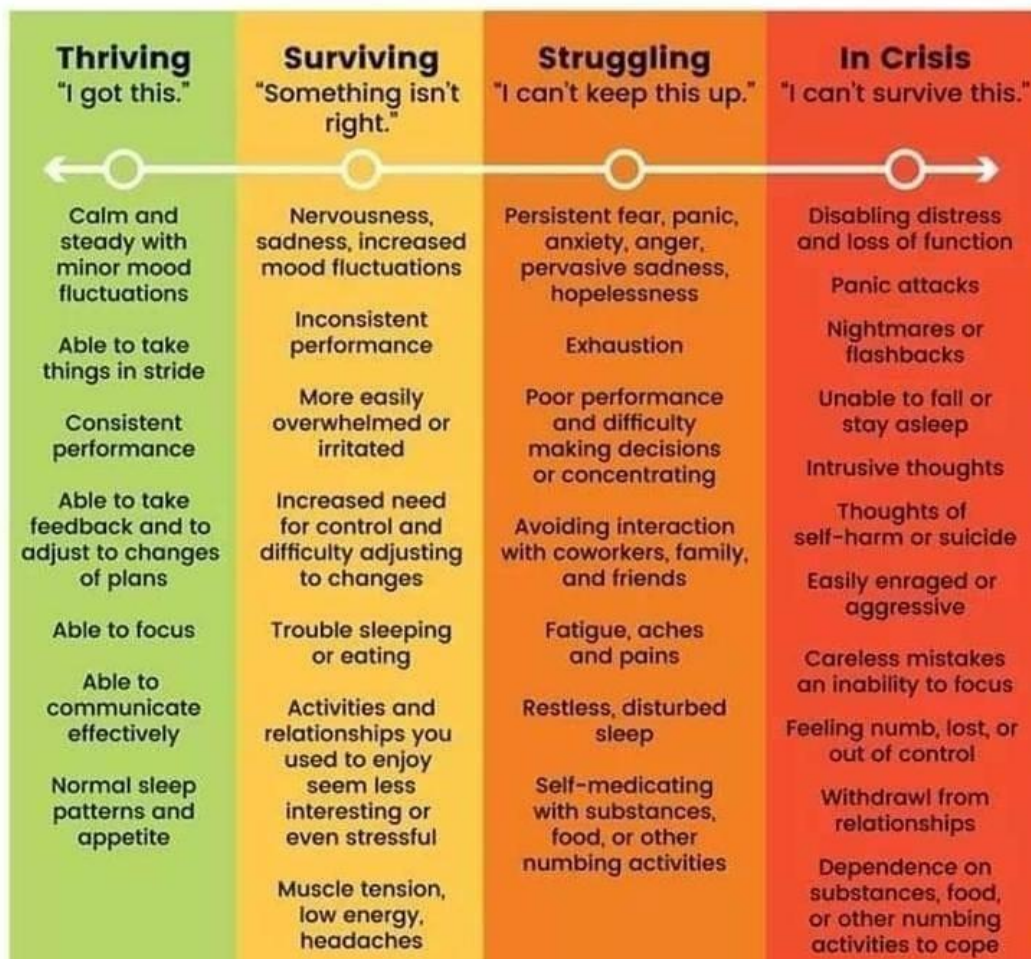 Thriving
"I got this."
Calm and
steady with
minor mood
fluctuations
Able to take
things in stride
Consistent
performance
Able to take
feedback and to
adjust to changes
of plans
Able to focus
Able to
communicate
effectively
Normal sleep
patterns and
appetite
Surviving
"Something isn't
right."
Nervousness,
sadness, increased
mood fluctuations
Inconsistent
performance
More easily
overwhelmed or
irritated
Increased need
for control and
difficulty adjusting
to changes
Trouble sleeping
or eating
Activities and
relationships you
used to enjoy
seem less
interesting or
even stressful
Muscle tension,
low energy,
headaches
Struggling
"I can't keep this up."
Persistent fear, panic,
anxiety, anger,
pervasive sadness,
hopelessness
Exhaustion
Poor performance
and difficulty
making decisions
or concentrating
Avoiding interaction
with coworkers, family,
and friends
Fatigue, aches
and pains
Restless, disturbed
sleep
Self-medicating
with substances,
food, or other
numbing activities
In Crisis
"I can't survive this."
Disabling distress
and loss of function
Panic attacks
Nightmares or
flashbacks
Unable to fall or
stay asleep
Intrusive thoughts
Thoughts of
self-harm or suicide
Easily enraged or
aggressive
Careless mistakes
an inability to focus
Feeling numb, lost, or
out of control
Withdrawl from
relationships
Dependence on
substances, food,
or other numbing
activities to cope